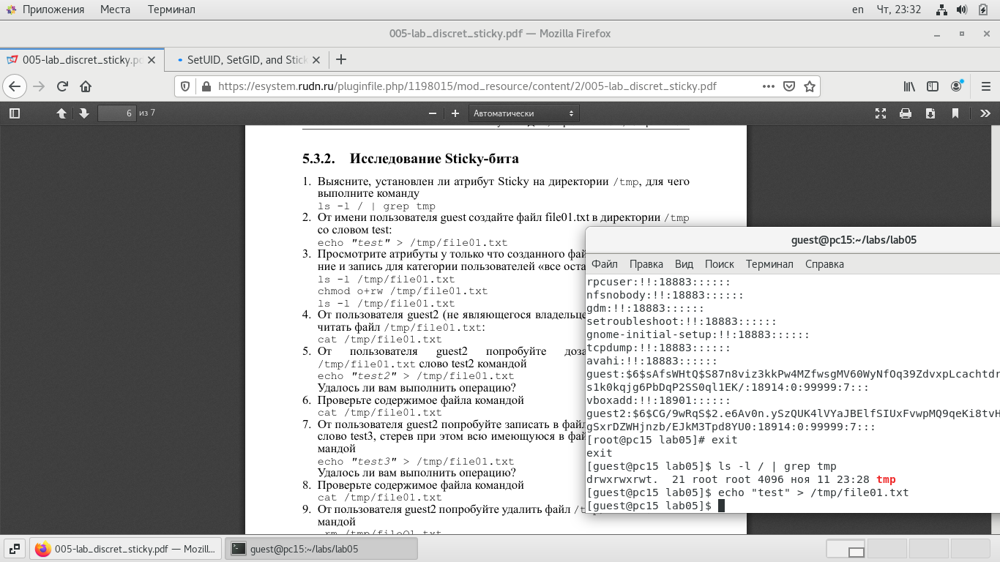 Приложения Места Терминал en Чт, 23:32
005-lab_discret_sticky.pdf — Mozilla Firefox
005-lab_discret_sticky.pd SetUID, SetGID, and Stick
https://esystem.rudn.ru/pluginfile.php/1198015/mod_resource/content/2/005-lab_discret_sticky.pdf
6 из 7 Автоматически
5.3.2. Исследование Sticky-бита
1. Выясните, установлен ли атрибут Sticky на директории /tmp, для чего
выполните команду
ls -l / | grep tmp
2. От имени пользователя guest создайте файл file01.txt в директории /tmp
со словом test:
echo "test" > /tmp/file01.txt
3. Просмотрите атрибуты у только что созданного фай
ние и запись для категории пользователей «все оста
ls -l /tmp/file01.txt
chmod o+rw /tmp/file01.txt
ls -l /tmp/file01.txt
4. От пользователя guest2 (не являющегося владельце
читать файл /tmp/file01.txt:
cat /tmp/file01.txt
5. От пользователя guest2 попробуйте доза
/tmp/file01.txt слово test2 командой
echo "test2" > /tmp/file01.txt
Удалось ли вам выполнить операцию?
6. Проверьте содержимое файла командой
cat /tmp/file01.txt
7. От пользователя guest2 попробуйте записать в файл
слово test3, стерев при этом всю имеющуюся в фай
мандой
echo "test3" > /tmp/file01.txt
Удалось ли вам выполнить операцию?
8. Проверьте содержимое файла командой
cat /tmp/file01.txt
9. От пользователя guest2 попробуйте удалить файл /t
мандой
guest@pc15:~/labs/lab05
Файл Правка Вид Поиск Терминал Справка
rpcuser:!!:18883::::::
nfsnobody:!!:18883::::::
gdm:!!:18883::::::
setroubleshoot:!!:18883::::::
gnome-initial-setup:!!:18883::::::
tcpdump:!!:18883::::::
avahi:!!:18883::::::
guest:$6$sAfsWHtQ$S87n8viz3kkPw4MZfwsgMV60WyNfOq39ZdvxpLcachtdr
s1k0kqjg6PbDqP2SS0ql1EK/:18914:0:99999:7:::
vboxadd:!!:18901::::::
guest2:$6$CG/9wRqS$2.e6Av0n.ySzQUK4lVYaJBElfSIUxFvwpMQ9qeKi8tvH
gSxrDZWHjnzb/EJkM3Tpd8YU0:18914:0:99999:7:::
[root@pc15 lab05]# exit
exit
[guest@pc15 lab05]$ ls -l / | grep tmp
drwxrwxrwt. 21 root root 4096 ноя 11 23:28 tmp
[guest@pc15 lab05]$ echo "test" > /tmp/file01.txt
[guest@pc15 lab05]$
005-lab_discret_sticky.pdf — Mozill... guest@pc15:~/labs/lab05